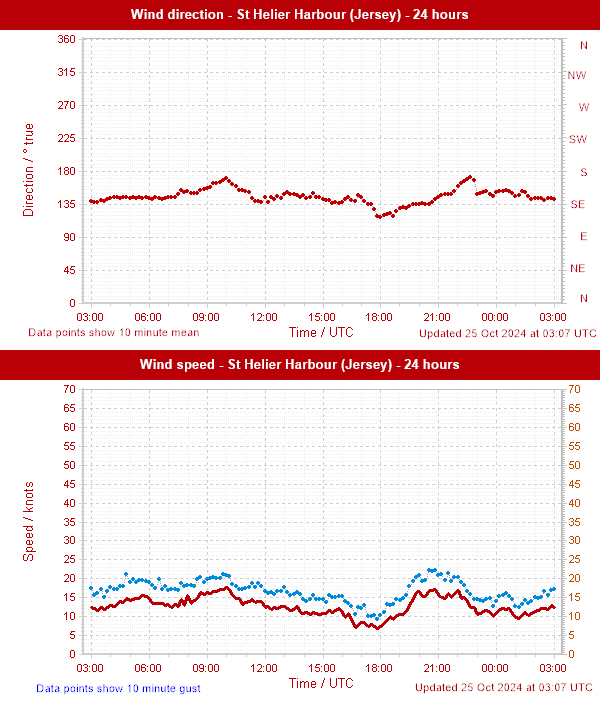 Wind direction - St Helier Harbour (Jersey) - 24 hours
360 N
315 NW
270 W
225 SW
180 S
135 SE
90 E
45 NE
0 N
Direction / ° true
03:00 06:00 09:00 12:00 15:00 18:00 21:00 00:00 03:00
Data points show 10 minute mean
Time / UTC
Updated 25 Oct 2024 at 03:07 UTC
Wind speed - St Helier Harbour (Jersey) - 24 hours
70 70
65 65
60 60
55 55
50 50
45 45
40 40
35 35
30 30
25 25
20 20
15 15
10 10
5 5
0 0
Speed / knots
03:00 06:00 09:00 12:00 15:00 18:00 21:00 00:00 03:00
Data points show 10 minute gust
Time / UTC
Updated 25 Oct 2024 at 03:07 UTC